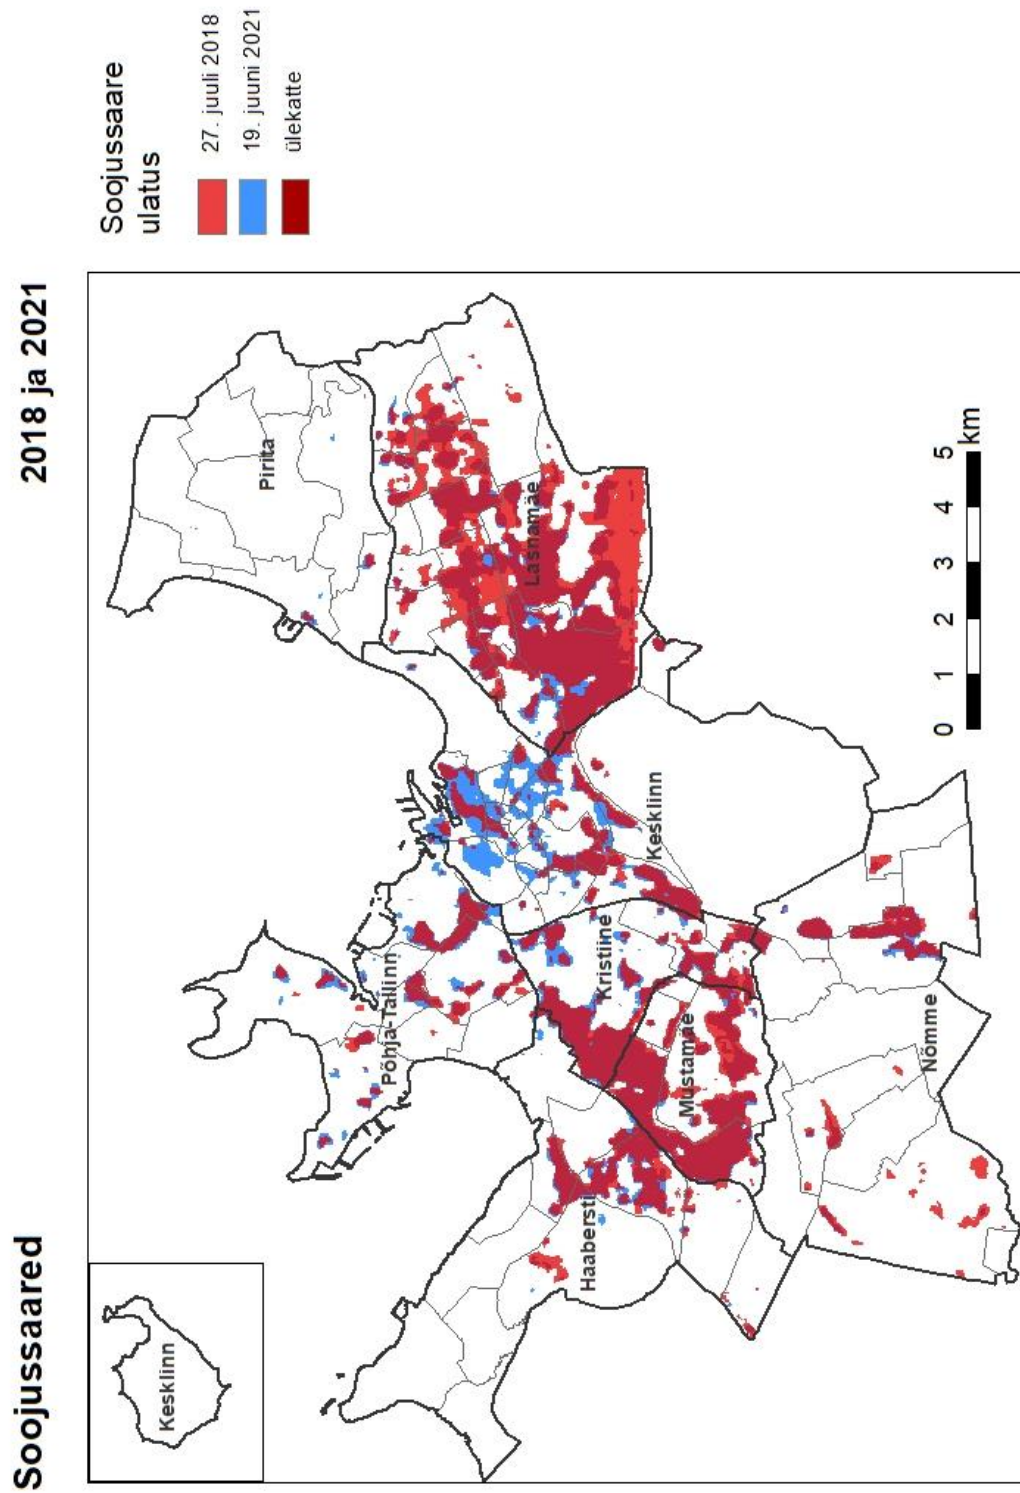 Soojussaared
2018 ja 2021
Soojussaare
ulatus
27. juuli 2018
19. juuni 2021
ülekatte
Kesklinn
Pirita
Põhja-Tallinn
Lasnamäe
Haabersti
Kristiine
Kesklinn
Mustamäe
Nõmme
0 1 2 3 4 5
km